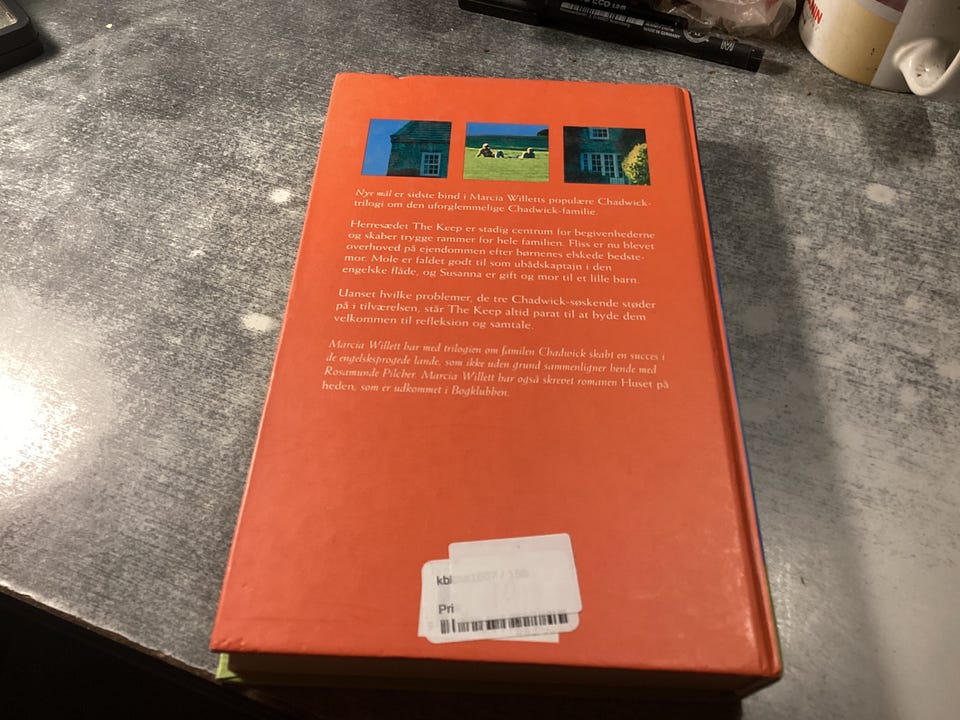 ECO
MADE IN GERMANY
M
Nye mål er sidste bind i Marcia Willetts populære Chadwick-
trilogi om den uforglemmelige Chadwick-familie.
Herresædet The Keep er stadig centrum for begivenhederne
og skaber trygge rammer for hele familien. Fliss er nu blevet
overhoved på ejendommen efter børnenes elskede bedste-
mor. Mole er faldet godt til som ubådskaptajn i den
engelske flåde, og Susanna er gift og mor til et lille barn.
Uanset hvilke problemer, de tre Chadwick-søskende støder
på i tilværelsen, står The Keep altid parat til at byde dem
velkommen til refleksion og samtale.
Marcia Willett har med trilogien om familen Chadwick skabt en succes i
de engelsksprogede lande, som ikke uden grund sammenligner hende med
Rosamunde Pilcher. Marcia Willett har også skrevet romanen Huset på
heden, som er udkommet i Bogklubben.
Pri